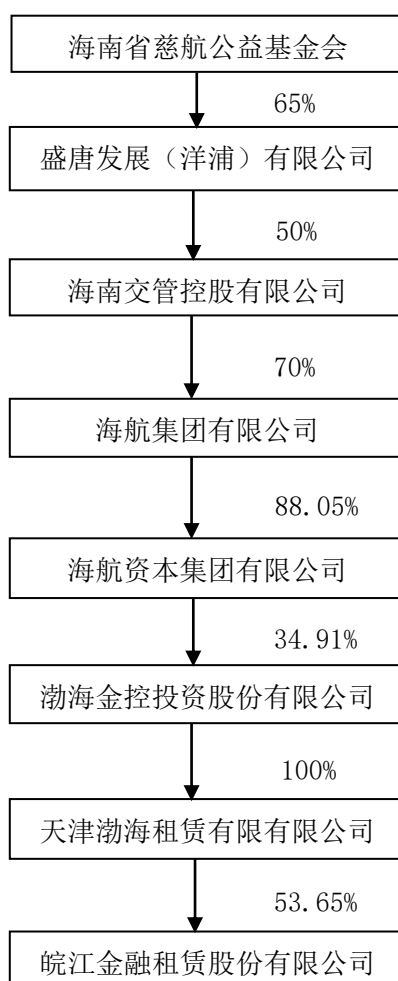 海南省慈航公益基金会
65%
盛唐发展（洋浦）有限公司
50%
海南交管控股有限公司
70%
海航集团有限公司
88.05%
海航资本集团有限公司
34.91%
渤海金控投资股份有限公司
100%
天津渤海租赁有限有限公司
53.65%
皖江金融租赁股份有限公司